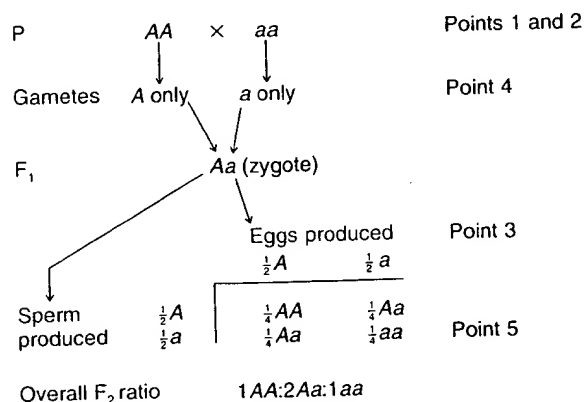 P AA × aa Points 1 and 2
Gametes A only a only Point 4
F₁ Aa (zygote)
Eggs produced Point 3
½A ½a
Sperm ½A ¼AA ¼Aa
produced ½a ¼Aa ¼aa Point 5
Overall F₂ ratio 1AA:2Aa:1aa